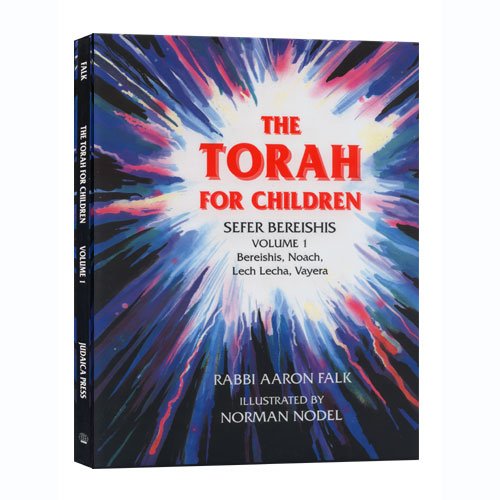 FALK
THE TORAH FOR CHILDREN
VOLUME 1
JUDAICA PRESS
THE
TORAH
FOR CHILDREN
SEFER BEREISHIS
VOLUME 1
Bereishis, Noach,
Lech Lecha, Vayera
RABBI AARON FALK
ILLUSTRATED BY
NORMAN NODEL